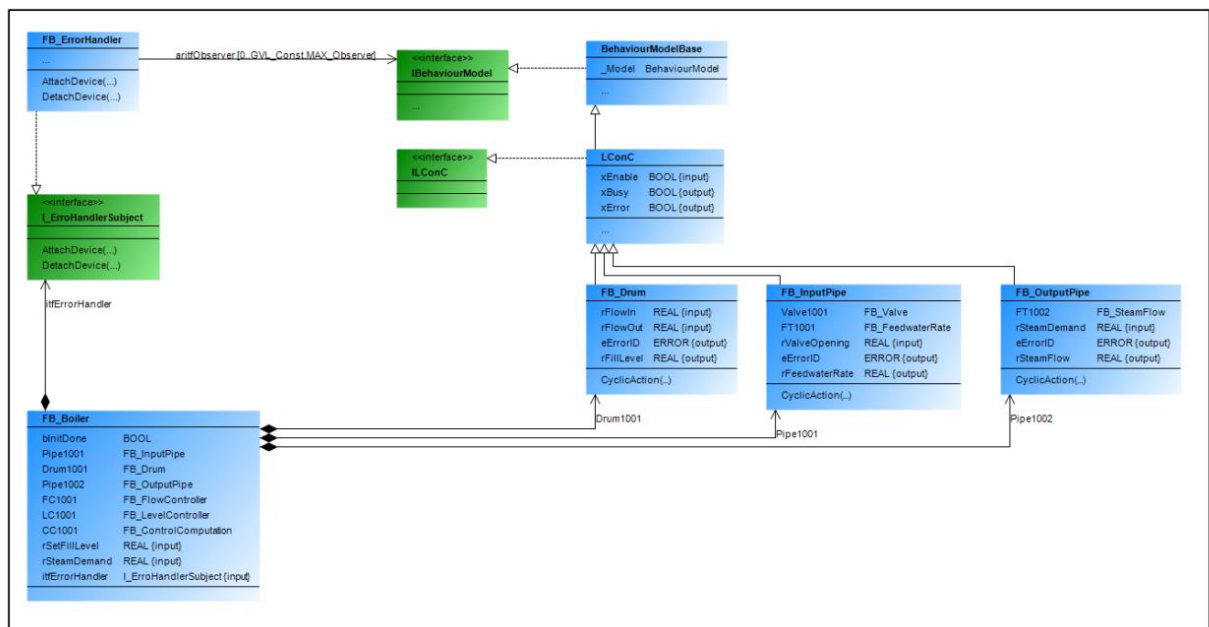 FB_ErrorHandler
...
AttachDevice(...)
DetachDevice(...)
aritfObserver [0..GVL_Const.MAX_Observer]
<<interface>>
IBehaviourModel
...
BehaviourModelBase
_Model BehaviourModel
...
<<interface>>
ILConC
LConC
xEnable BOOL {input}
xBusy BOOL {output}
xError BOOL {output}
...
<<interface>>
I_ErroHandlerSubject
AttachDevice(...)
DetachDevice(...)
itfErrorHandler
FB_Drum
rFlowIn REAL {input}
rFlowOut REAL {input}
eErrorID ERROR {output}
rFillLevel REAL {output}
CyclicAction(..)
FB_InputPipe
Valve1001 FB_Valve
FT1001 FB_FeedwaterRate
rValveOpening REAL {input}
eErrorID ERROR {output}
rFeedwaterRate REAL {output}
CyclicAction(..)
FB_OutputPipe
FT1002 FB_SteamFlow
rSteamDemand REAL {input}
eErrorID ERROR {output}
rSteamFlow REAL {output}
CyclicAction(..)
Drum1001
Pipe1001
Pipe1002
FB_Boiler
bInitDone BOOL
Pipe1001 FB_InputPipe
Drum1001 FB_Drum
Pipe1002 FB_OutputPipe
FC1001 FB_FlowController
LC1001 FB_LevelController
CC1001 FB_ControlComputation
rSetFillLevel REAL {input}
rSteamDemand REAL {input}
itfErrorHandler I_ErroHandlerSubject {input}